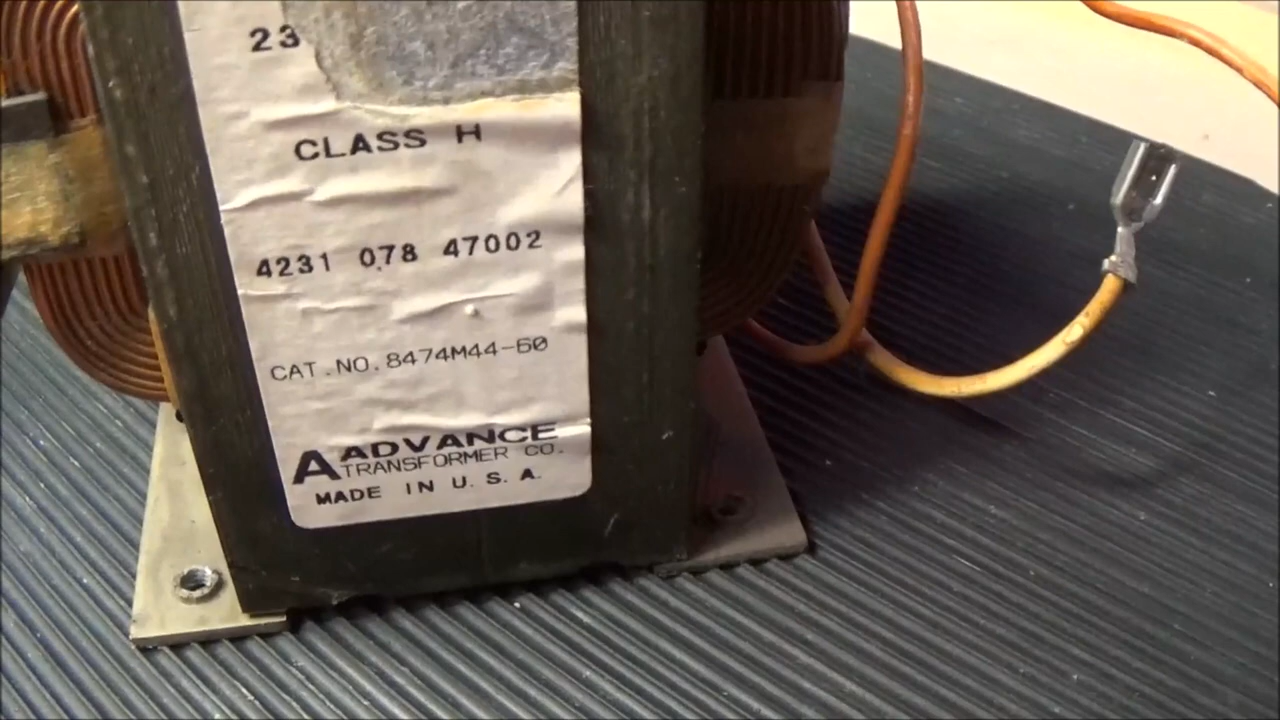 23
CLASS H
4231 078 47002
CAT.NO.8474M44-60
A ADVANCE
TRANSFORMER CO.
MADE IN U.S.A.